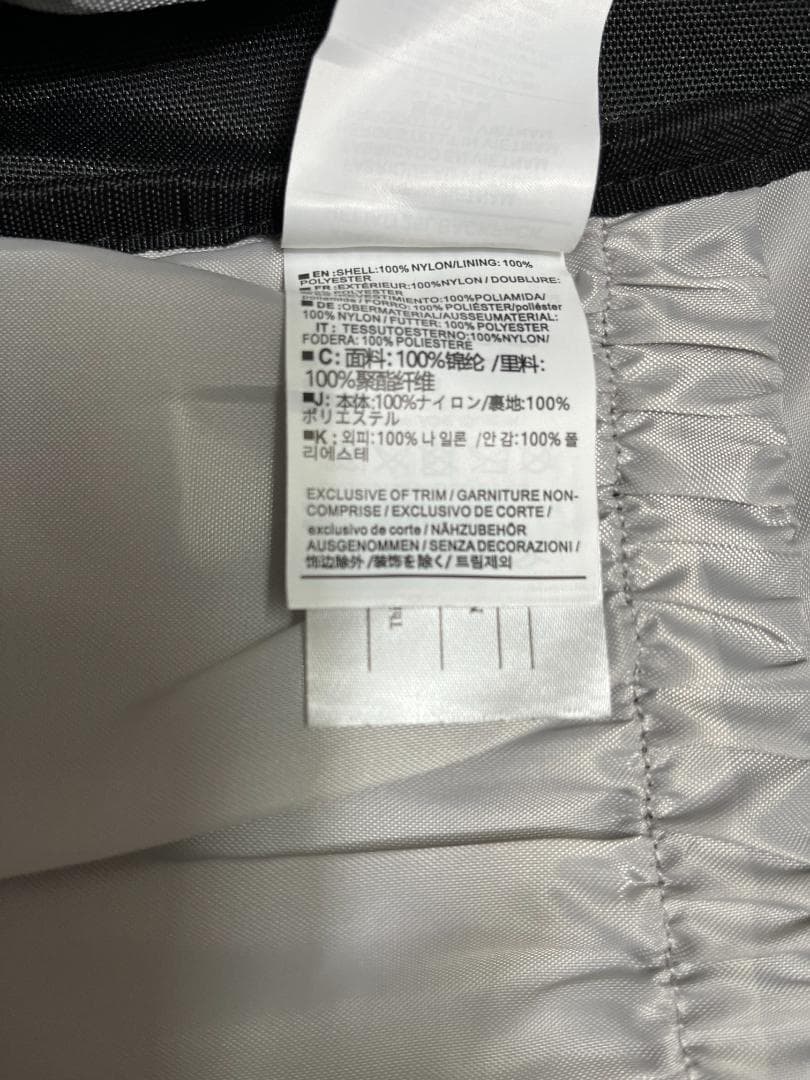 ■ EN :SHELL:100% NYLON/LINING: 100%
POLYESTER
■ FR : EXTÉRIEUR:100%NYLON / DOUBLURE:
POLYESTER
100%POLIAMIDA/
poliamida / FORRO: 100% POLIÉSTER/poliéster
■ DE : OBERMATERIAL/AUSSEUMATERIAL:
100% NYLON / FUTTER: 100% POLYESTER
IT : TESSUTOESTERNO:100%NYLON/
FODERA: 100% POLIESTERE
■ C: 面料: 100%锦纶 /里料:
100%聚酯纤维
■J: 本体:100%ナイロン/裏地:100%
ポリエステル
■K : 외피:100% 나 일론 /안 감:100% 폴
리에스테
EXCLUSIVE OF TRIM / GARNITURE NON-
COMPRISE / EXCLUSIVO DE CORTE /
exclusivo de corte / NÄHZUBEHÖR
AUSGENOMMEN / SENZA DECORAZIONI /
饰边除外 /装飾を除く/ 트림제외